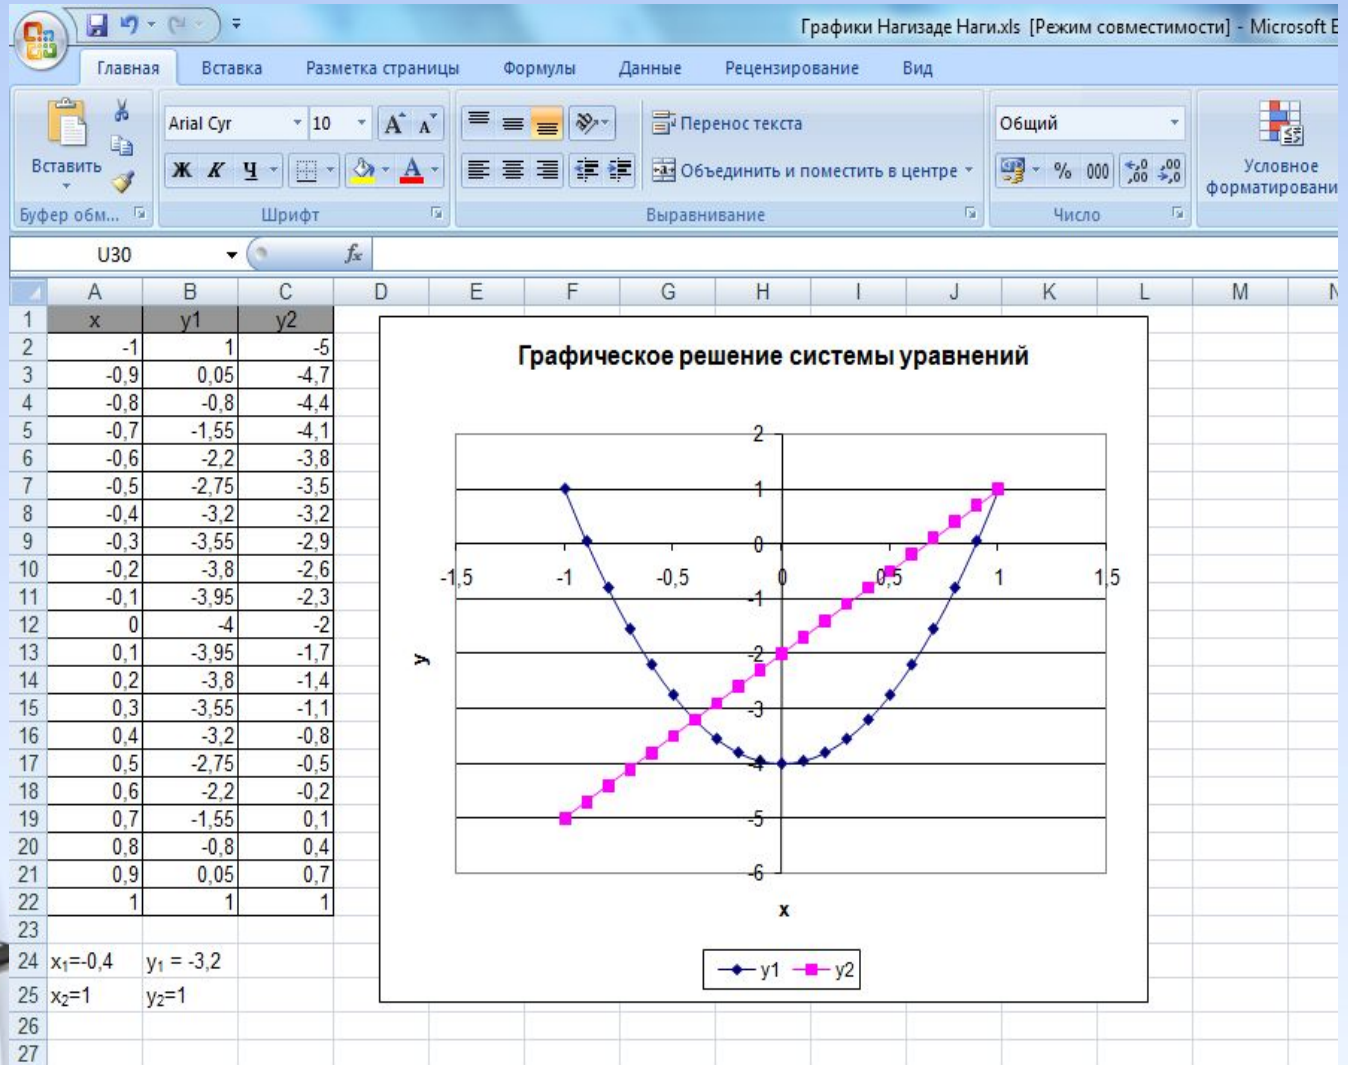 Графики Нагизаде Наги.xls [Режим совместимости] - Microsoft E
Главная Вставка Разметка страницы Формулы Данные Рецензирование Вид
Вставить
Arial Cyr 10 A A
Ж К Ч A
Перенос текста
Объединить и поместить в центре
Общий
% 000 ,0 ,00 ,00 ,0
Условное
форматировани
Буфер обм... Шрифт Выравнивание Число
U30 fx
A B C D E F G H I J K L M N
1 x y1 y2
2 -1 1 -5
3 -0,9 0,05 -4,7
4 -0,8 -0,8 -4,4
5 -0,7 -1,55 -4,1
6 -0,6 -2,2 -3,8
7 -0,5 -2,75 -3,5
8 -0,4 -3,2 -3,2
9 -0,3 -3,55 -2,9
10 -0,2 -3,8 -2,6
11 -0,1 -3,95 -2,3
12 0 -4 -2
13 0,1 -3,95 -1,7
14 0,2 -3,8 -1,4
15 0,3 -3,55 -1,1
16 0,4 -3,2 -0,8
17 0,5 -2,75 -0,5
18 0,6 -2,2 -0,2
19 0,7 -1,55 0,1
20 0,8 -0,8 0,4
21 0,9 0,05 0,7
22 1 1 1
23
24 x₁=-0,4 y₁ = -3,2
25 x₂=1 y₂=1
26
27
Графическое решение системы уравнений
2
1
0
-1,5 -1 -0,5 0 0,5 1 1,5
-1
-2
y
-3
-4
-5
-6
x
y1 y2